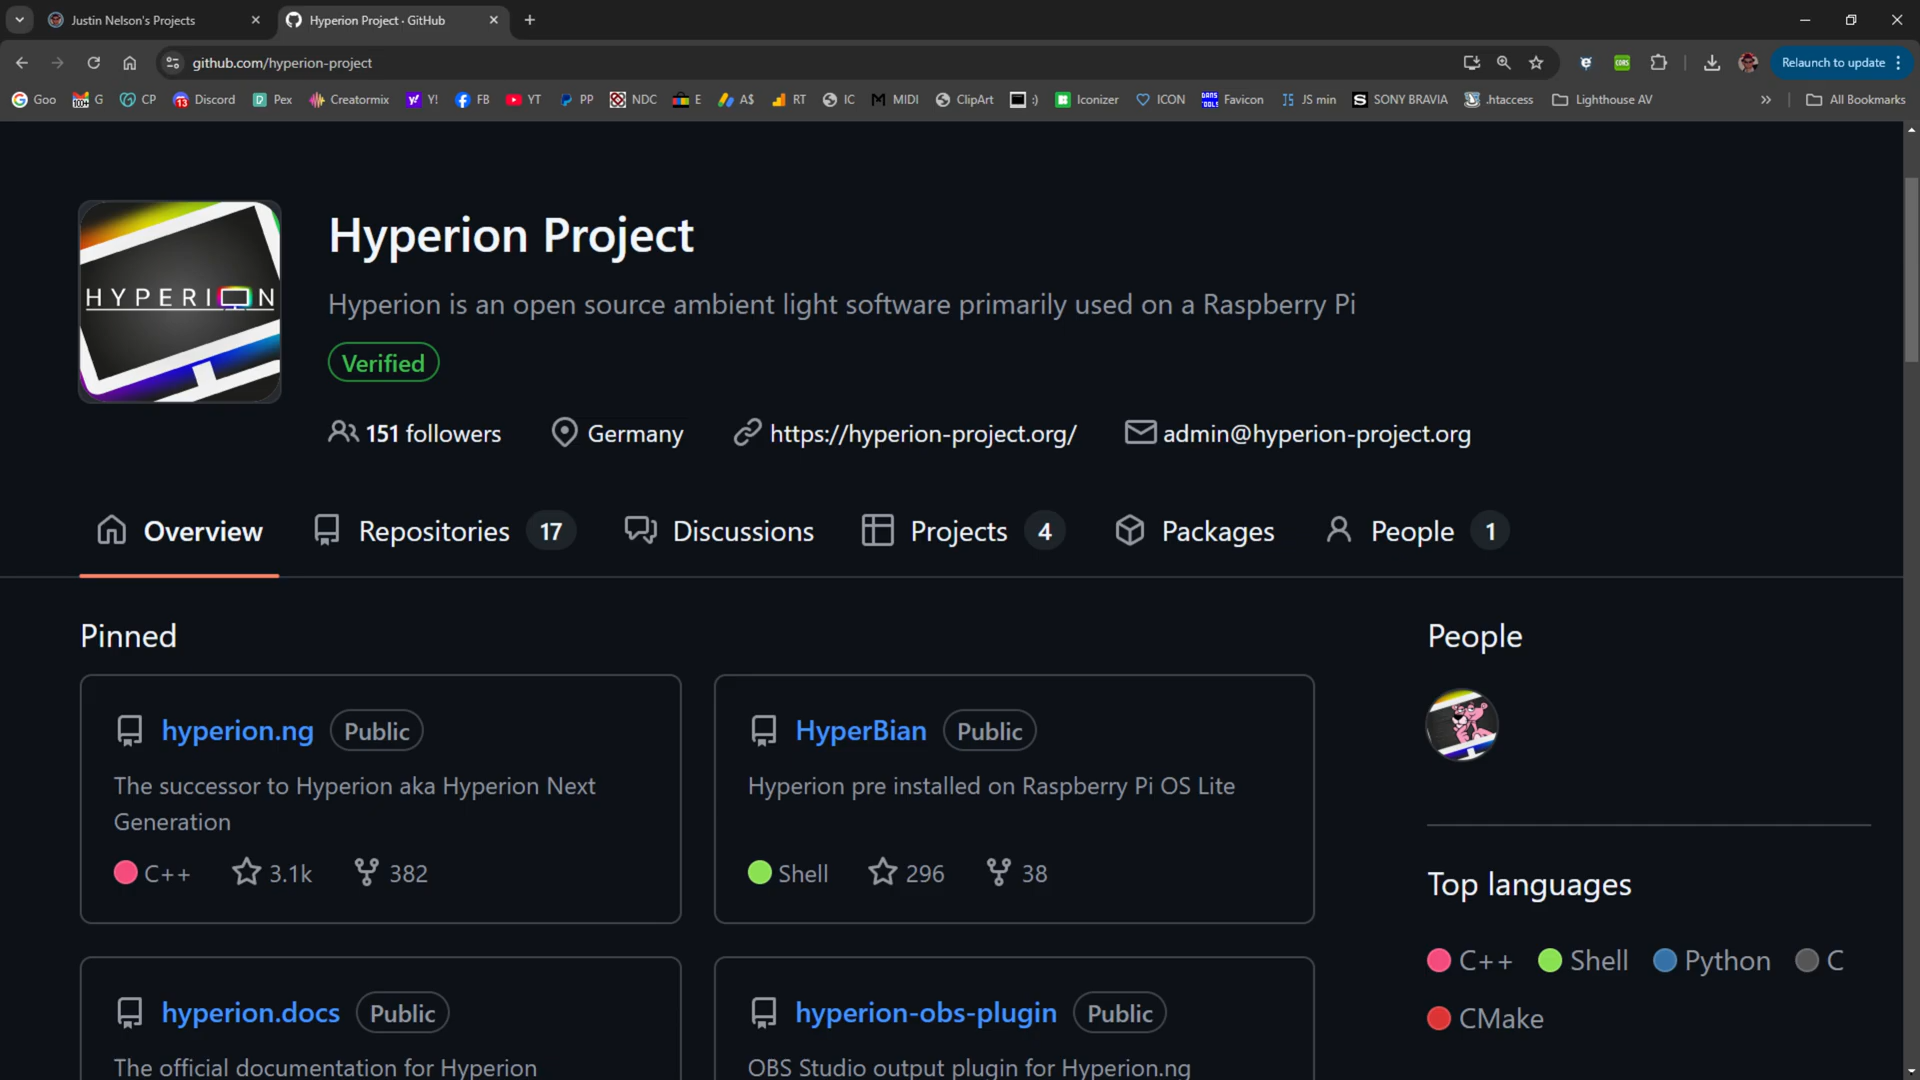 Justin Nelson's Projects
Hyperion Project · GitHub
github.com/hyperion-project
Relaunch to update
Goo
G
CP
Discord
Pex
Creatormix
Y!
FB
YT
PP
NDC
E
A$
RT
IC
MIDI
ClipArt
:)
Iconizer
ICON
Favicon
JS min
SONY BRAVIA
.htaccess
Lighthouse AV
All Bookmarks
HYPERION
Hyperion Project
Hyperion is an open source ambient light software primarily used on a Raspberry Pi
Verified
151 followers
Germany
https://hyperion-project.org/
admin@hyperion-project.org
Overview
Repositories 17
Discussions
Projects 4
Packages
People 1
Pinned
hyperion.ng Public
The successor to Hyperion aka Hyperion Next
Generation
C++ 3.1k 382
HyperBian Public
Hyperion pre installed on Raspberry Pi OS Lite
Shell 296 38
hyperion.docs Public
The official documentation for Hyperion
hyperion-obs-plugin Public
OBS Studio output plugin for Hyperion.ng
People
Top languages
C++ Shell Python C
CMake